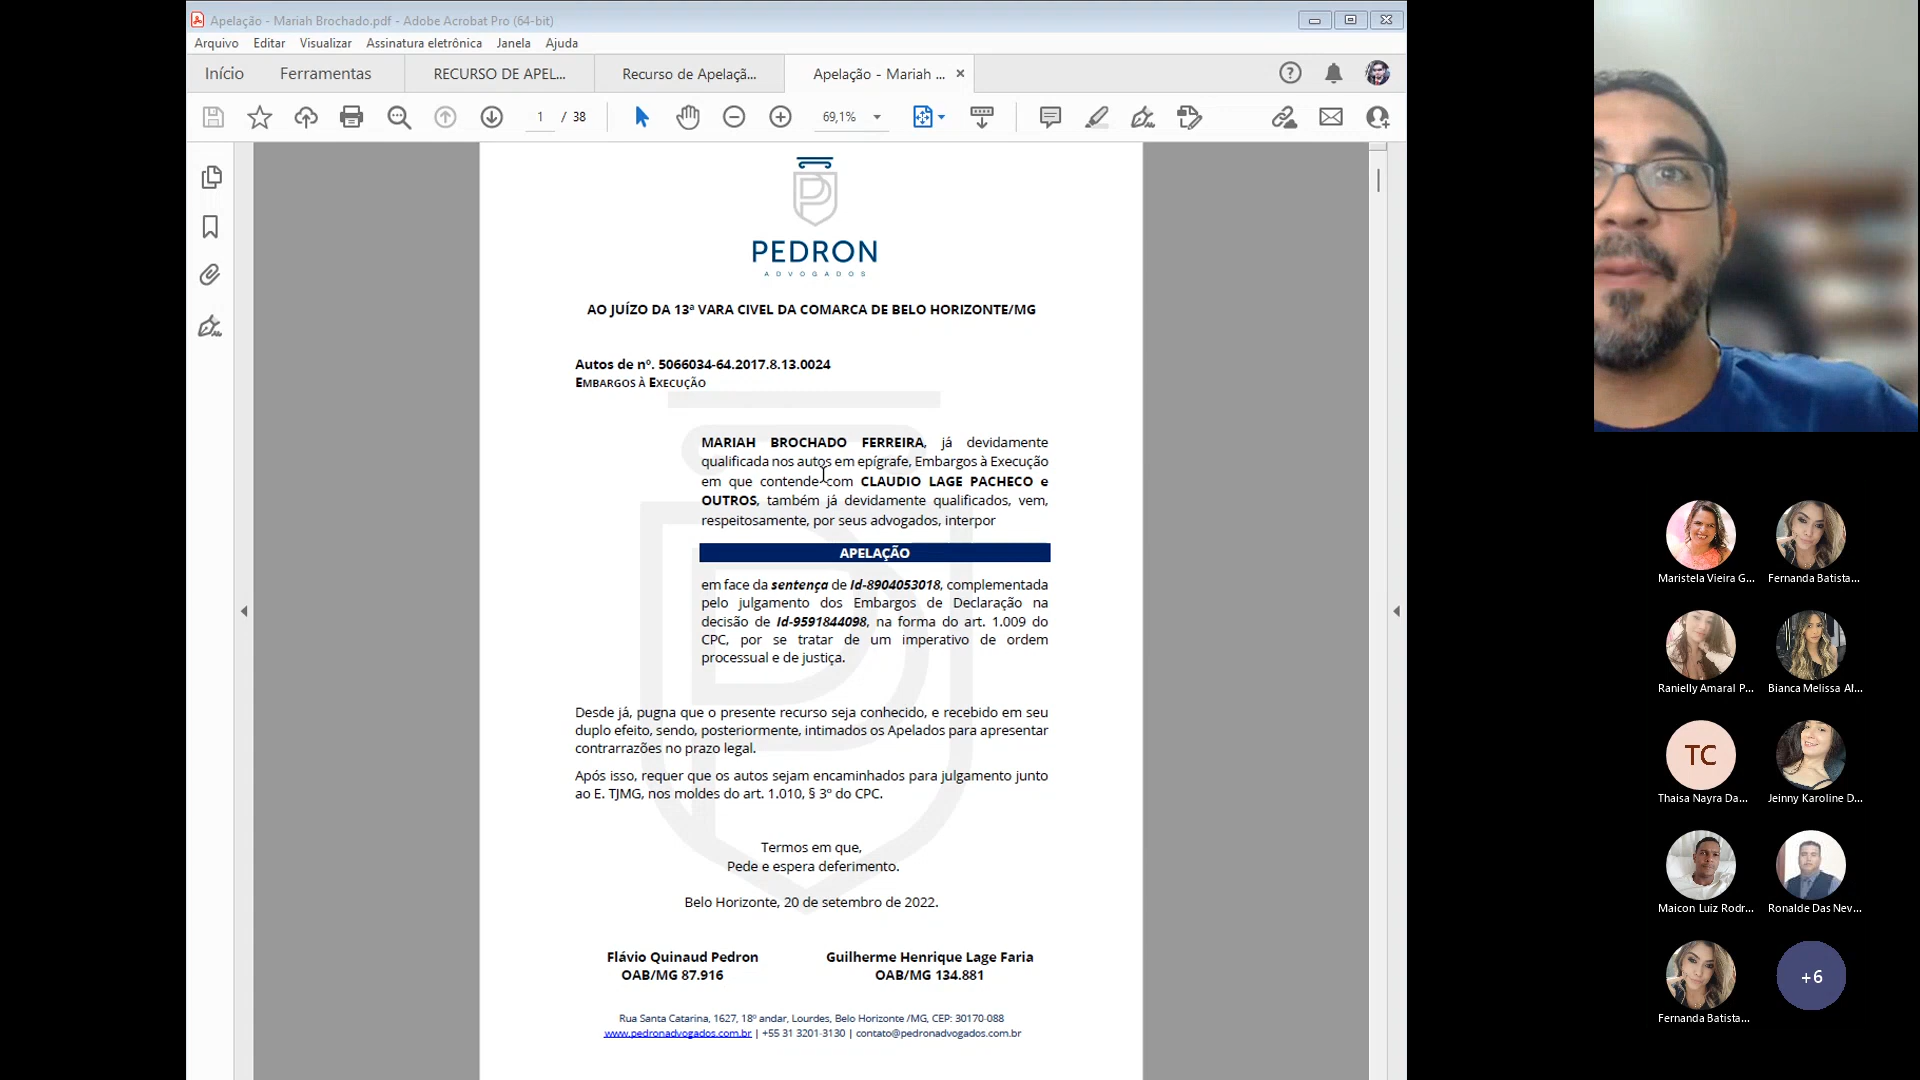 Apelação - Mariah Brochado.pdf - Adobe Acrobat Pro (64-bit)
Arquivo Editar Visualizar Assinatura eletrônica Janela Ajuda
Início Ferramentas RECURSO DE APEL... Recurso de Apelaçã... Apelação - Mariah ...
1 / 38 69,1%
PEDRON
ADVOGADOS
AO JUÍZO DA 13ª VARA CIVEL DA COMARCA DE BELO HORIZONTE/MG
Autos de nº. 5066034-64.2017.8.13.0024
EMBARGOS À EXECUÇÃO
MARIAH BROCHADO FERREIRA, já devidamente
qualificada nos autos em epígrafe, Embargos à Execução
em que contende com CLAUDIO LAGE PACHECO e
OUTROS, também já devidamente qualificados, vem,
respeitosamente, por seus advogados, interpor
APELAÇÃO
em face da sentença de Id-8904053018, complementada
pelo julgamento dos Embargos de Declaração na
decisão de Id-9591844098, na forma do art. 1.009 do
CPC, por se tratar de um imperativo de ordem
processual e de justiça.
Desde já, pugna que o presente recurso seja conhecido, e recebido em seu
duplo efeito, sendo, posteriormente, intimados os Apelados para apresentar
contrarrazões no prazo legal.
Após isso, requer que os autos sejam encaminhados para julgamento junto
ao E. TJMG, nos moldes do art. 1.010, § 3º do CPC.
Termos em que,
Pede e espera deferimento.
Belo Horizonte, 20 de setembro de 2022.
Flávio Quinaud Pedron Guilherme Henrique Lage Faria
OAB/MG 87.916 OAB/MG 134.881
Rua Santa Catarina, 1627, 18º andar, Lourdes, Belo Horizonte /MG, CEP: 30170-088
www.pedronadvogados.com.br | +55 31 3201-3130 | contato@pedronadvogados.com.br
Maristela Vieira G... Fernanda Batista...
Ranielly Amaral P... Bianca Melissa Al...
TC
Thaisa Nayra Da... Jeinny Karoline D...
Maicon Luiz Rodr... Ronalde Das Nev...
+6
Fernanda Batista...